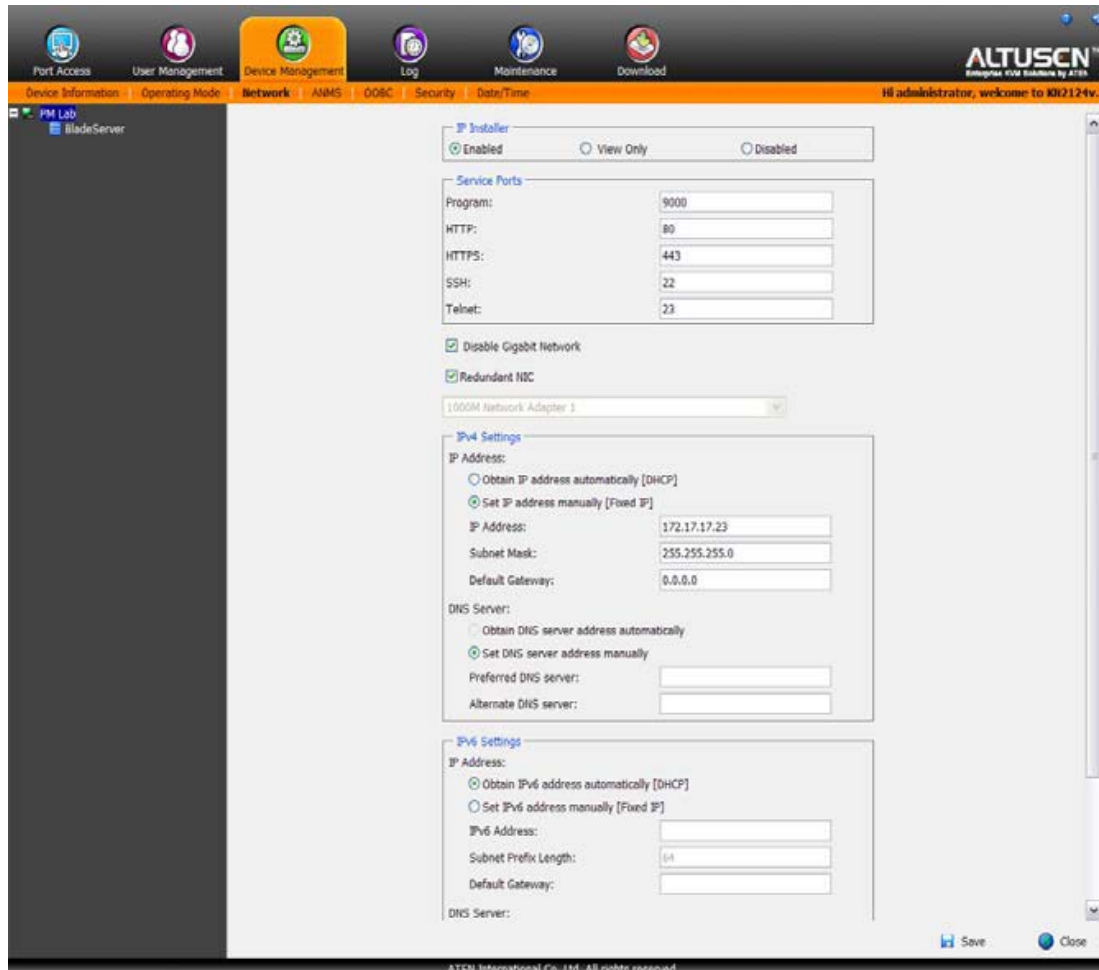 Port Access User Management Device Management Log Maintenance Download
ALTUSCN™
Enterprise KVM Solutions by ATEN
Device Information Operating Mode Network ANMS OOBC Security Date/Time
Hi administrator, welcome to KN2124v.
PM Lab
BladeServer
IP Installer
Enabled View Only Disabled
Service Ports
Program: 9000
HTTP: 80
HTTPS: 443
SSH: 22
Telnet: 23
Disable Gigabit Network
Redundant NIC
1000M Network Adapter 1
IPv4 Settings
IP Address:
Obtain IP address automatically [DHCP]
Set IP address manually [Fixed IP]
IP Address: 172.17.17.23
Subnet Mask: 255.255.255.0
Default Gateway: 0.0.0.0
DNS Server:
Obtain DNS server address automatically
Set DNS server address manually
Preferred DNS server:
Alternate DNS server:
IPv6 Settings
IP Address:
Obtain IPv6 address automatically [DHCP]
Set IPv6 address manually [Fixed IP]
IPv6 Address:
Subnet Prefix Length: 64
Default Gateway:
DNS Server:
Save Close
ATEN International Co., Ltd. All rights reserved.